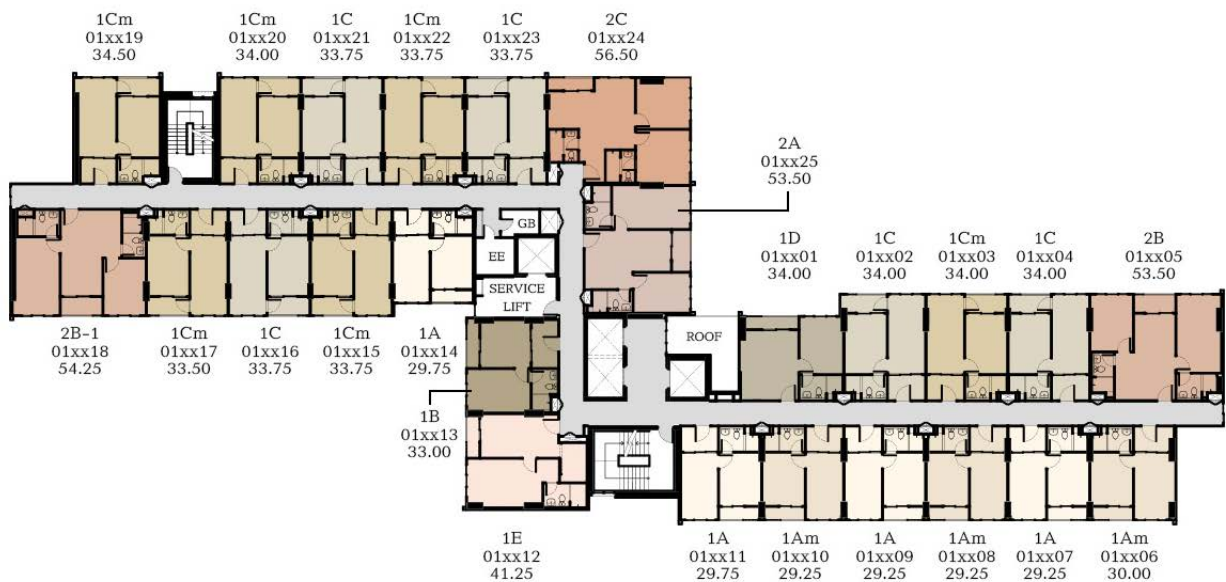 1Cm
01xx19
34.50
1Cm
01xx20
34.00
1C
01xx21
33.75
1Cm
01xx22
33.75
1C
01xx23
33.75
2C
01xx24
56.50
2A
01xx25
53.50
GB
EE
SERVICE
LIFT
1D
01xx01
34.00
1C
01xx02
34.00
1Cm
01xx03
34.00
1C
01xx04
34.00
2B
01xx05
53.50
ROOF
2B-1
01xx18
54.25
1Cm
01xx17
33.50
1C
01xx16
33.75
1Cm
01xx15
33.75
1A
01xx14
29.75
1B
01xx13
33.00
1E
01xx12
41.25
1A
01xx11
29.75
1Am
01xx10
29.25
1A
01xx09
29.25
1Am
01xx08
29.25
1A
01xx07
29.25
1Am
01xx06
30.00